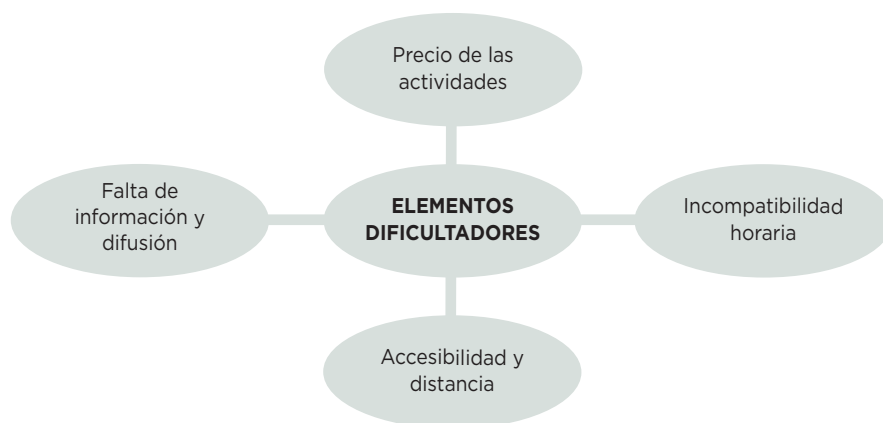 Precio de las
actividades
Falta de
información y
difusión
ELEMENTOS
DIFICULTADORES
Incompatibilidad
horaria
Accesibilidad y
distancia